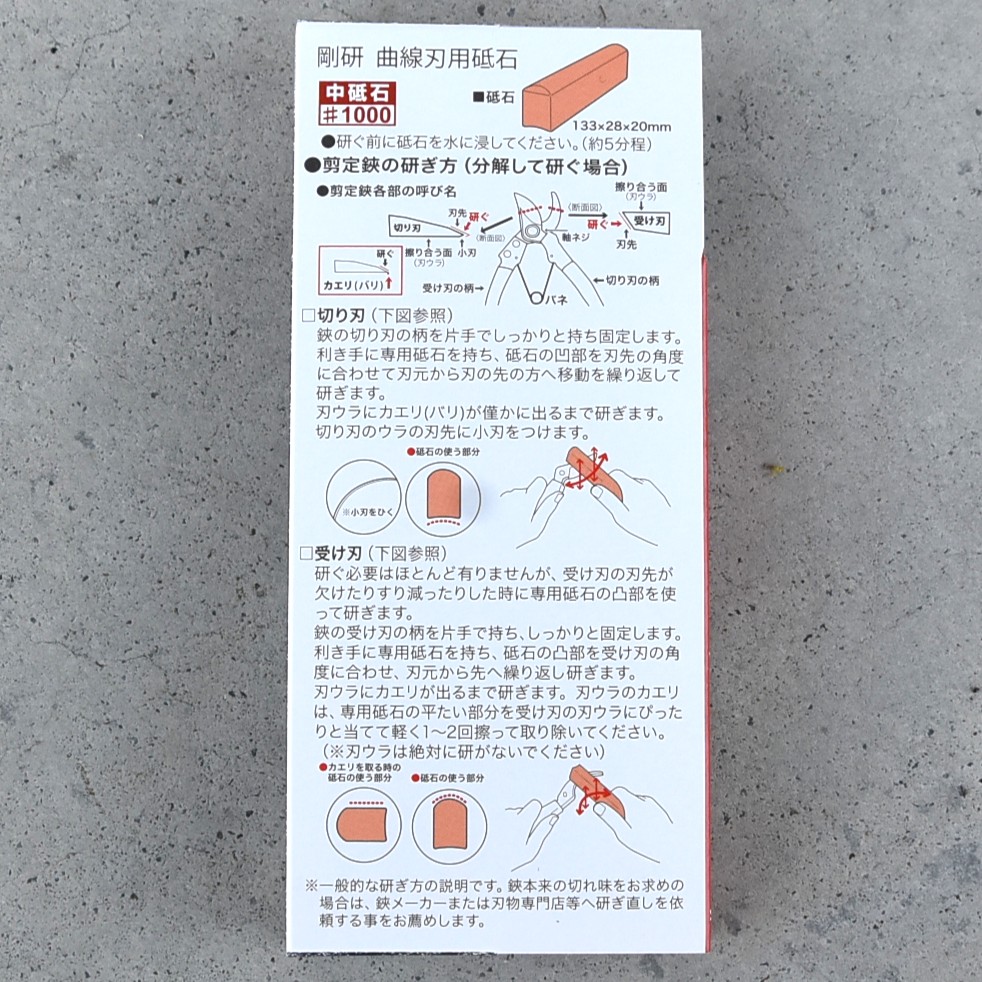 剛研 曲線刃用砥石
中砥石
#1000
■砥石
133×28×20mm
●研ぐ前に砥石を水に浸してください。(約5分程)
●剪定鋏の研ぎ方(分解して研ぐ場合)
●剪定鋏各部の呼び名
切り刃
刃先
研ぐ
〈断面図〉
擦り合う面
(刃ウラ)
小刃
研ぐ
カエリ(バリ)
〈断面図〉
軸ネジ
擦り合う面
(刃ウラ)
研ぐ
受け刃
刃先
受け刃の柄
切り刃の柄
バネ
□切り刃(下図参照)
鋏の切り刃の柄を片手でしっかりと持ち固定します。
利き手に専用砥石を持ち、砥石の凹部を刃先の角度
に合わせて刃元から刃の先の方へ移動を繰り返して
研ぎます。
刃ウラにカエリ(バリ)が僅かに出るまで研ぎます。
切り刃のウラの刃先に小刃をつけます。
※小刃をひく
●砥石の使う部分
□受け刃(下図参照)
研ぐ必要はほとんど有りませんが、受け刃の刃先が
欠けたりすり減ったりした時に専用砥石の凸部を使
って研ぎます。
鋏の受け刃の柄を片手で持ち、しっかりと固定します。
利き手に専用砥石を持ち、砥石の凸部を受け刃の角
度に合わせ、刃元から先へ繰り返し研ぎます。
刃ウラにカエリが出るまで研ぎます。刃ウラのカエリ
は、専用砥石の平たい部分を受け刃の刃ウラにぴった
りと当てて軽く1〜2回擦って取り除いてください。
(※刃ウラは絶対に研がないでください)
●カエリを取る時の
砥石の使う部分
●砥石の使う部分
※一般的な研ぎ方の説明です。鋏本来の切れ味をお求めの
場合は、鋏メーカーまたは刃物専門店等へ研ぎ直しを依
頼する事をお薦めします。